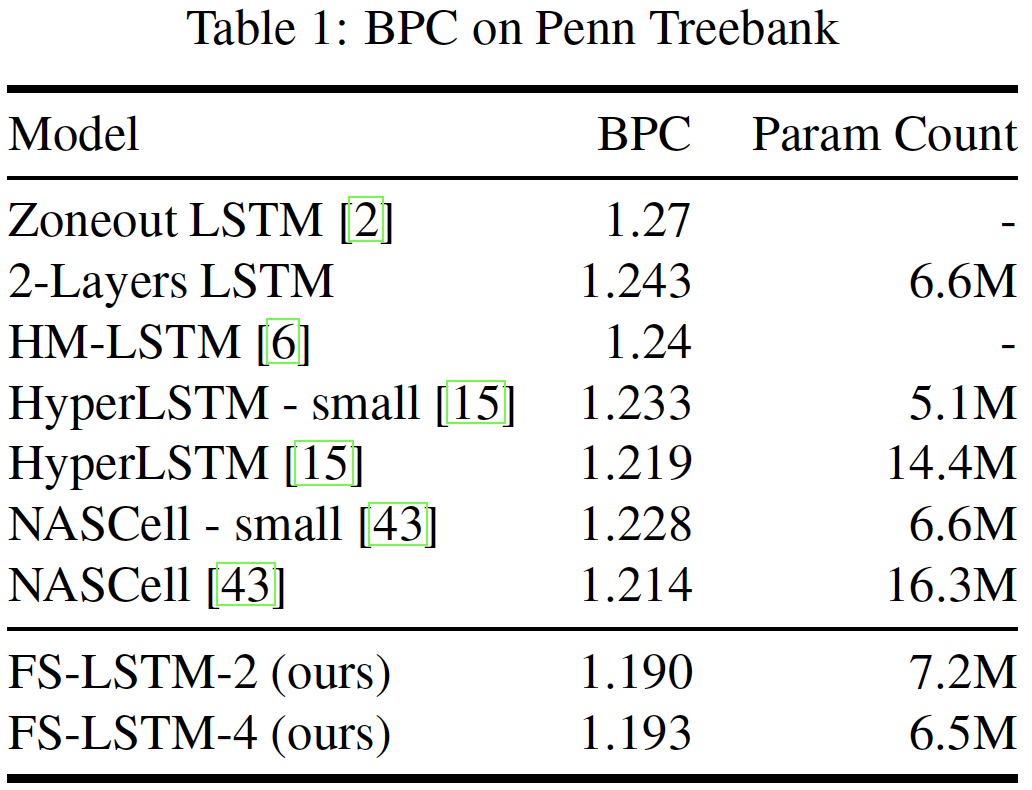 Table 1: BPC on Penn Treebank
Model BPC Param Count
Zoneout LSTM [2] 1.27 -
2-Layers LSTM 1.243 6.6M
HM-LSTM [6] 1.24 -
HyperLSTM - small [15] 1.233 5.1M
HyperLSTM [15] 1.219 14.4M
NASCell - small [43] 1.228 6.6M
NASCell [43] 1.214 16.3M
FS-LSTM-2 (ours) 1.190 7.2M
FS-LSTM-4 (ours) 1.193 6.5M